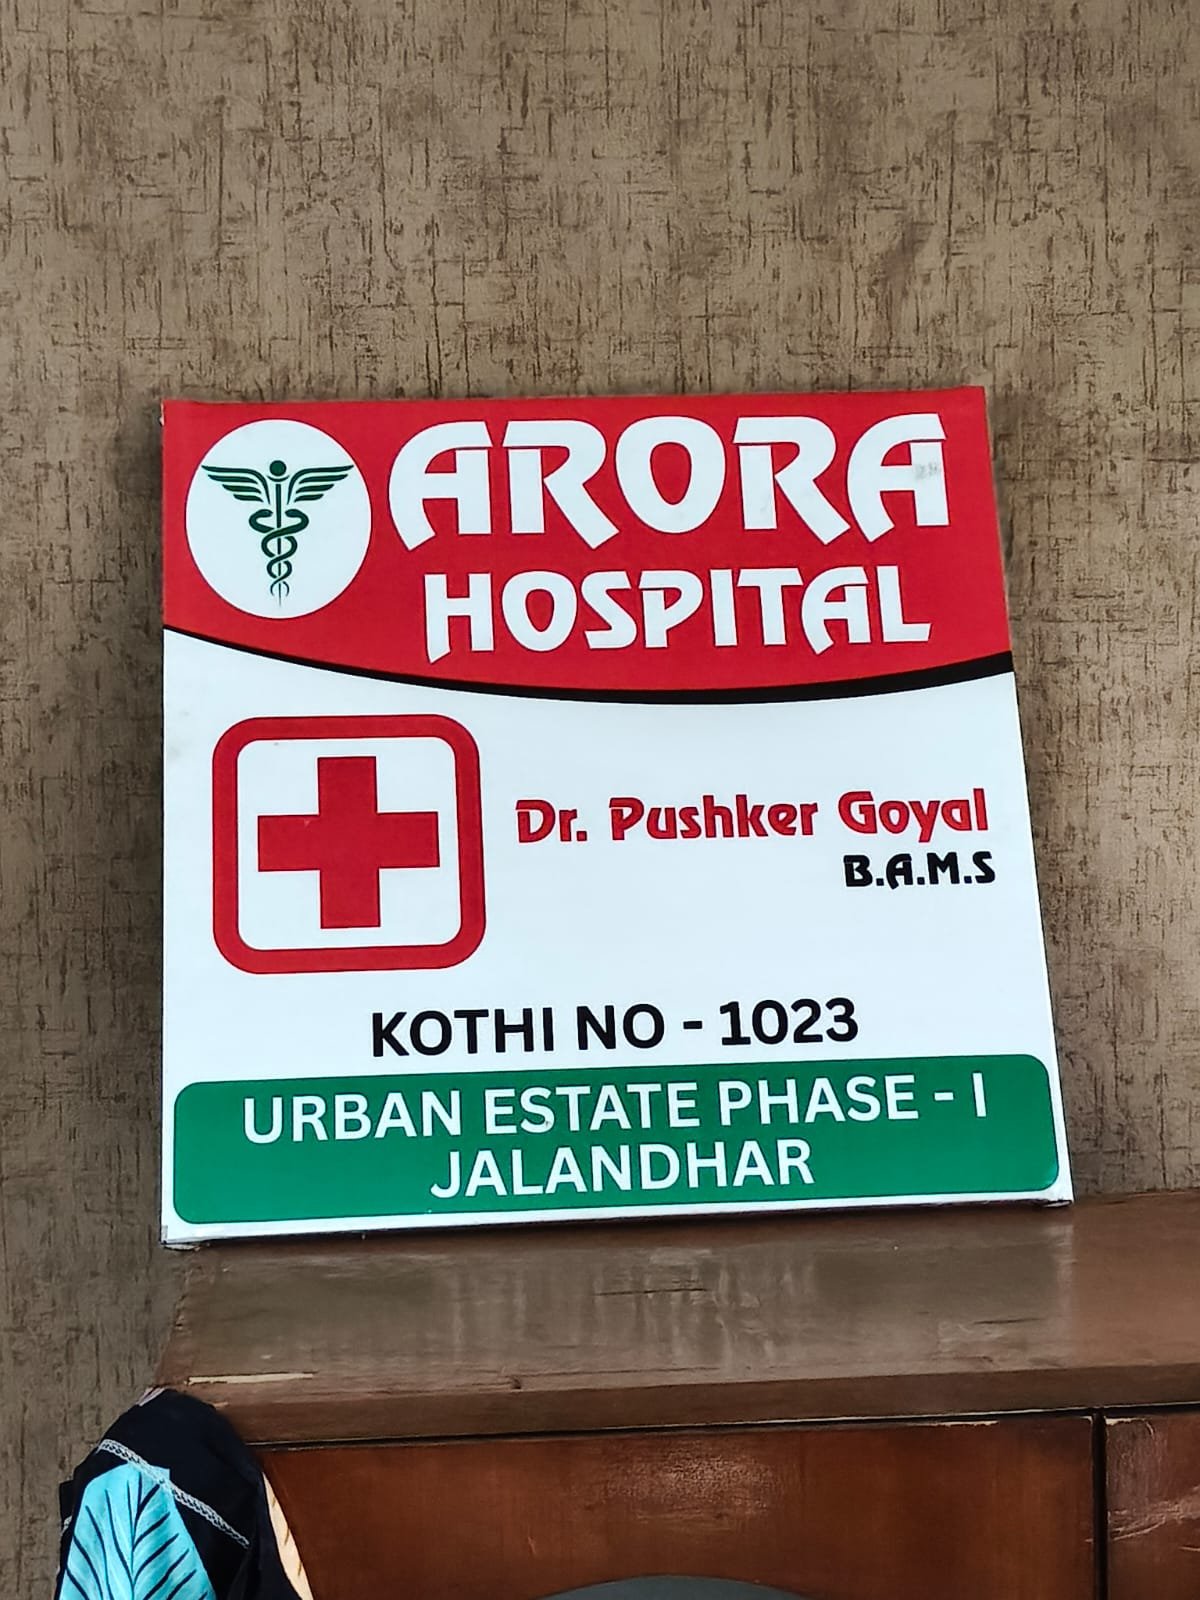 ARORA
HOSPITAL
Dr. Pushker Goyal
B.A.M.S
KOTHI NO - 1023
URBAN ESTATE PHASE - I
JALANDHAR